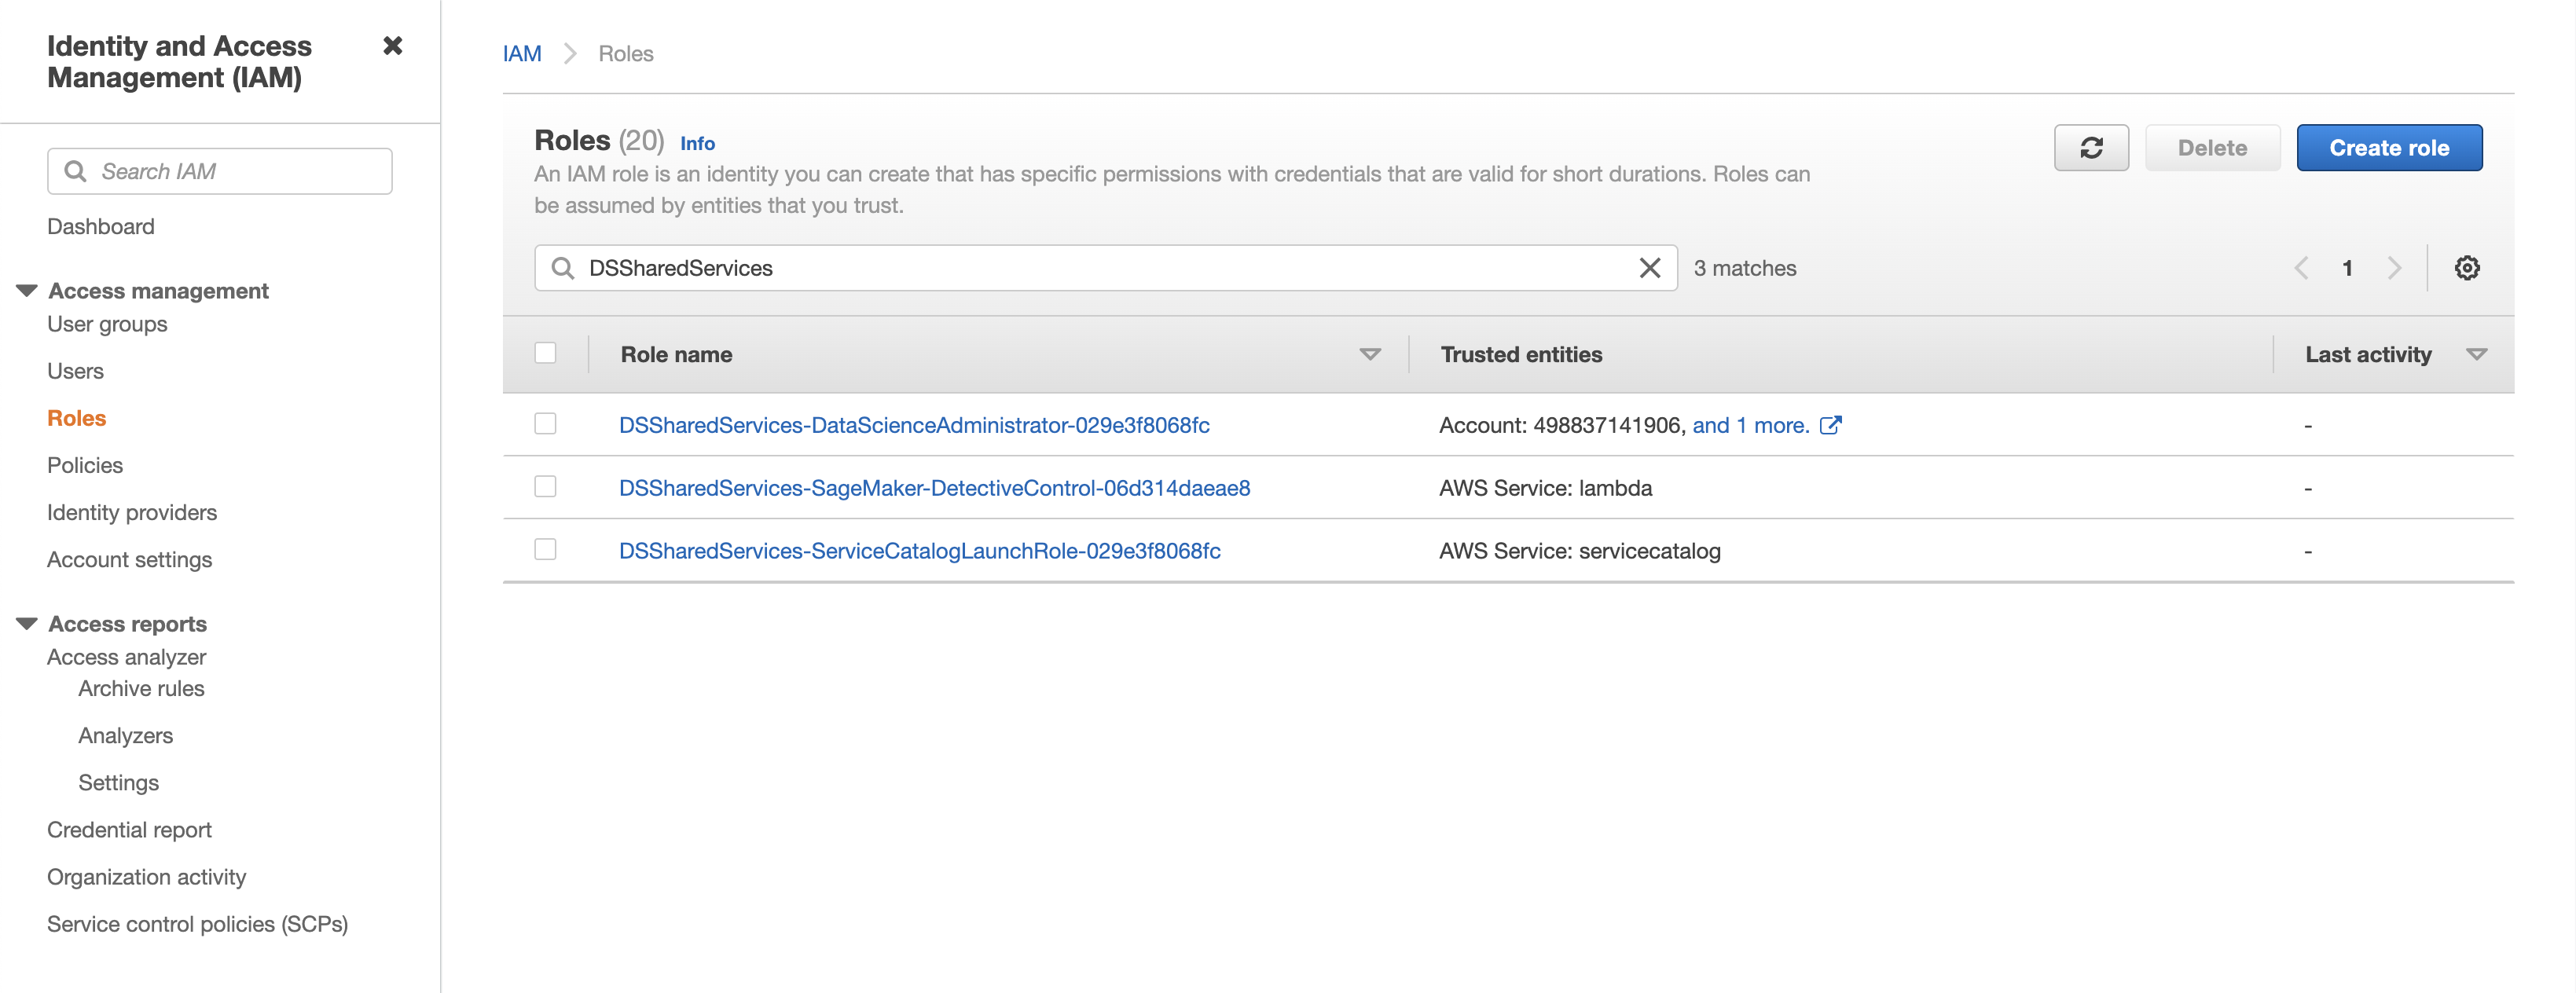 Identity and Access
Management (IAM)
Search IAM
Dashboard
Access management
User groups
Users
Roles
Policies
Identity providers
Account settings
Access reports
Access analyzer
Archive rules
Analyzers
Settings
Credential report
Organization activity
Service control policies (SCPs)
IAM Roles
Roles (20) Info
Delete
Create role
An IAM role is an identity you can create that has specific permissions with credentials that are valid for short durations. Roles can
be assumed by entities that you trust.
DSSharedServices
3 matches
1
Role name Trusted entities Last activity
DSSharedServices-DataScienceAdministrator-029e3f8068fc Account: 498837141906, and 1 more. -
DSSharedServices-SageMaker-DetectiveControl-06d314daeae8 AWS Service: lambda -
DSSharedServices-ServiceCatalogLaunchRole-029e3f8068fc AWS Service: servicecatalog -